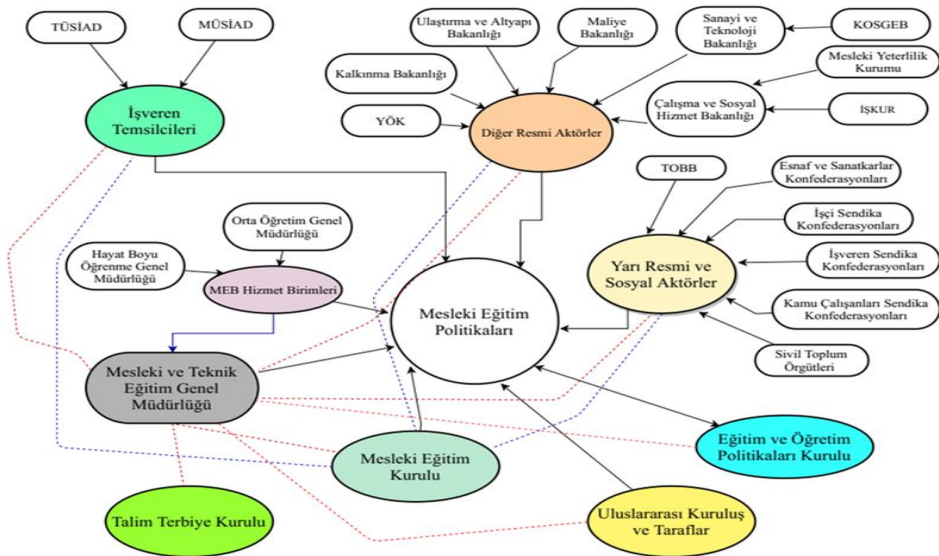 TÜSİAD
MÜSİAD
Ulaştırma ve Altyapı
Bakanlığı
Maliye
Bakanlığı
Sanayi ve
Teknoloji
Bakanlığı
KOSGEB
Kalkınma Bakanlığı
Mesleki Yeterlilik
Kurumu
İşveren
Temsilcileri
YÖK
Diğer Resmi Aktörler
Çalışma ve Sosyal
Hizmet Bakanlığı
İŞKUR
TOBB
Esnaf ve Sanatkarlar
Konfederasyonları
Orta Öğretim Genel
Müdürlüğü
İşçi Sendika
Konfederasyonları
Hayat Boyu
Öğrenme Genel
Müdürlüğü
MEB Hizmet Birimleri
Yarı Resmi ve
Sosyal Aktörler
İşveren Sendika
Konfederasyonları
Mesleki Eğitim
Politikaları
Kamu Çalışanları Sendika
Konfederasyonları
Sivil Toplum
Örgütleri
Mesleki ve Teknik
Eğitim Genel
Müdürlüğü
Mesleki Eğitim
Kurulu
Eğitim ve Öğretim
Politikaları Kurulu
Talim Terbiye Kurulu
Uluslararası Kuruluş
ve Taraflar